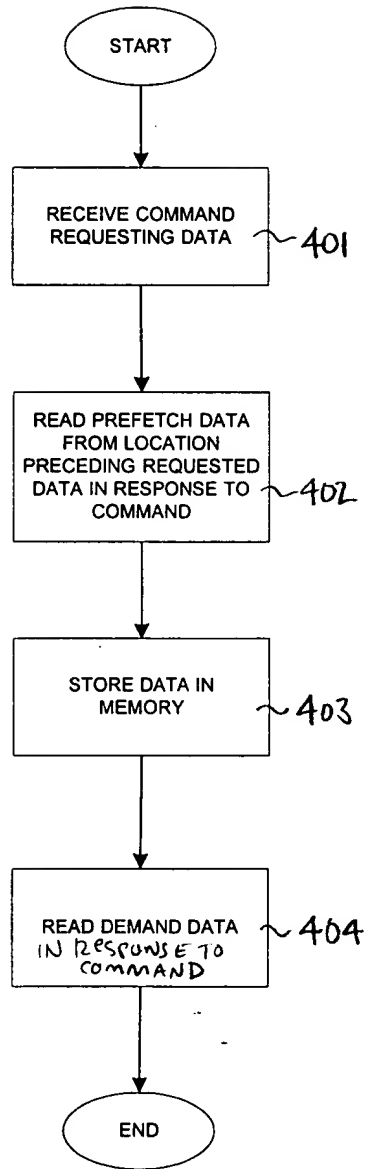 START
RECEIVE COMMAND
REQUESTING DATA
401
READ PREFETCH DATA
FROM LOCATION
PRECEDING REQUESTED
DATA IN RESPONSE TO
COMMAND
402
STORE DATA IN
MEMORY
403
READ DEMAND DATA
IN RESPONSE TO
COMMAND
404
END